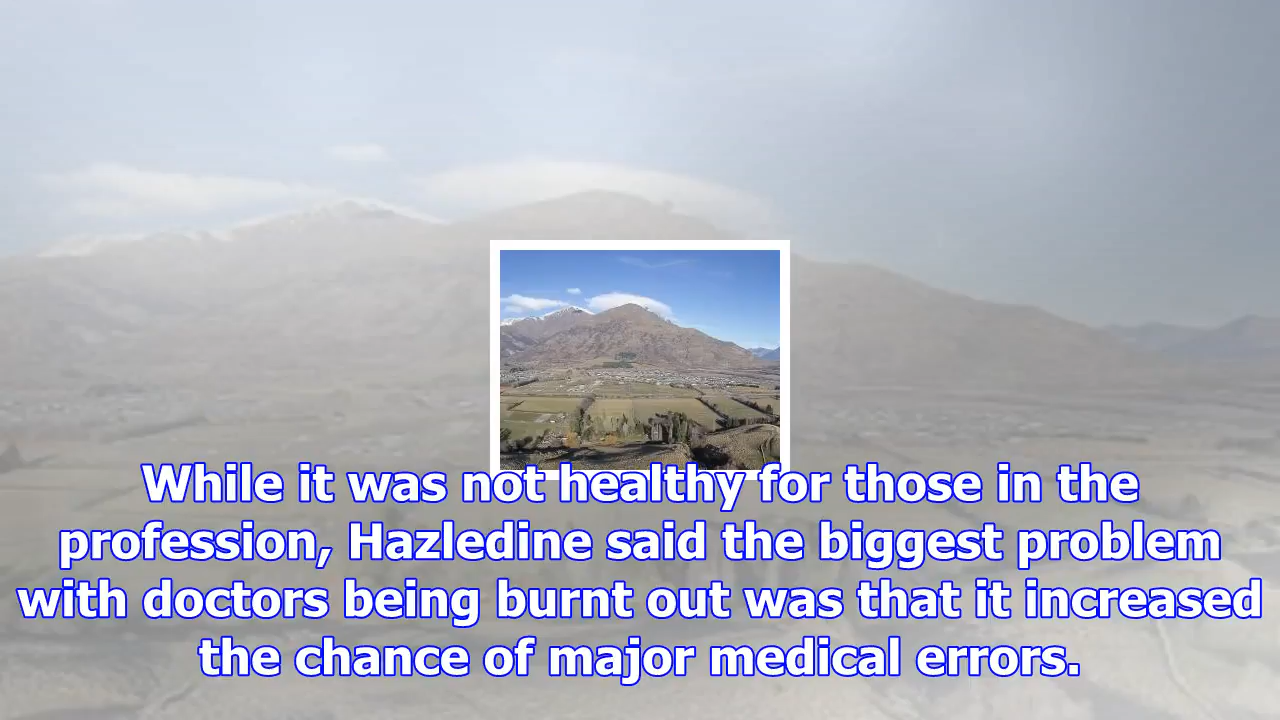 While it was not healthy for those in the
profession, Hazledine said the biggest problem
with doctors being burnt out was that it increased
the chance of major medical errors.